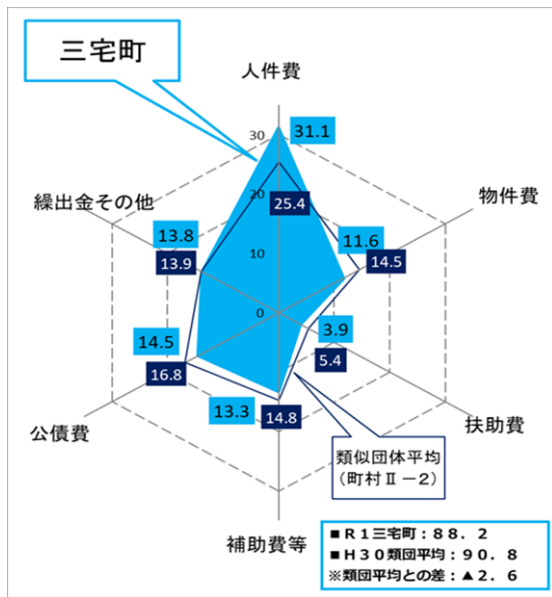 三宅町
人件費
30
31.1
20
25.4
繰出金その他
物件費
13.8
11.6
13.9
14.5
10
0
3.9
14.5
5.4
16.8
13.3
14.8
公債費
扶助費
類似団体平均
(町村Ⅱ－2)
補助費等
■R1三宅町：88．2
■H30類団平均：90．8
※類団平均との差：▲2．6